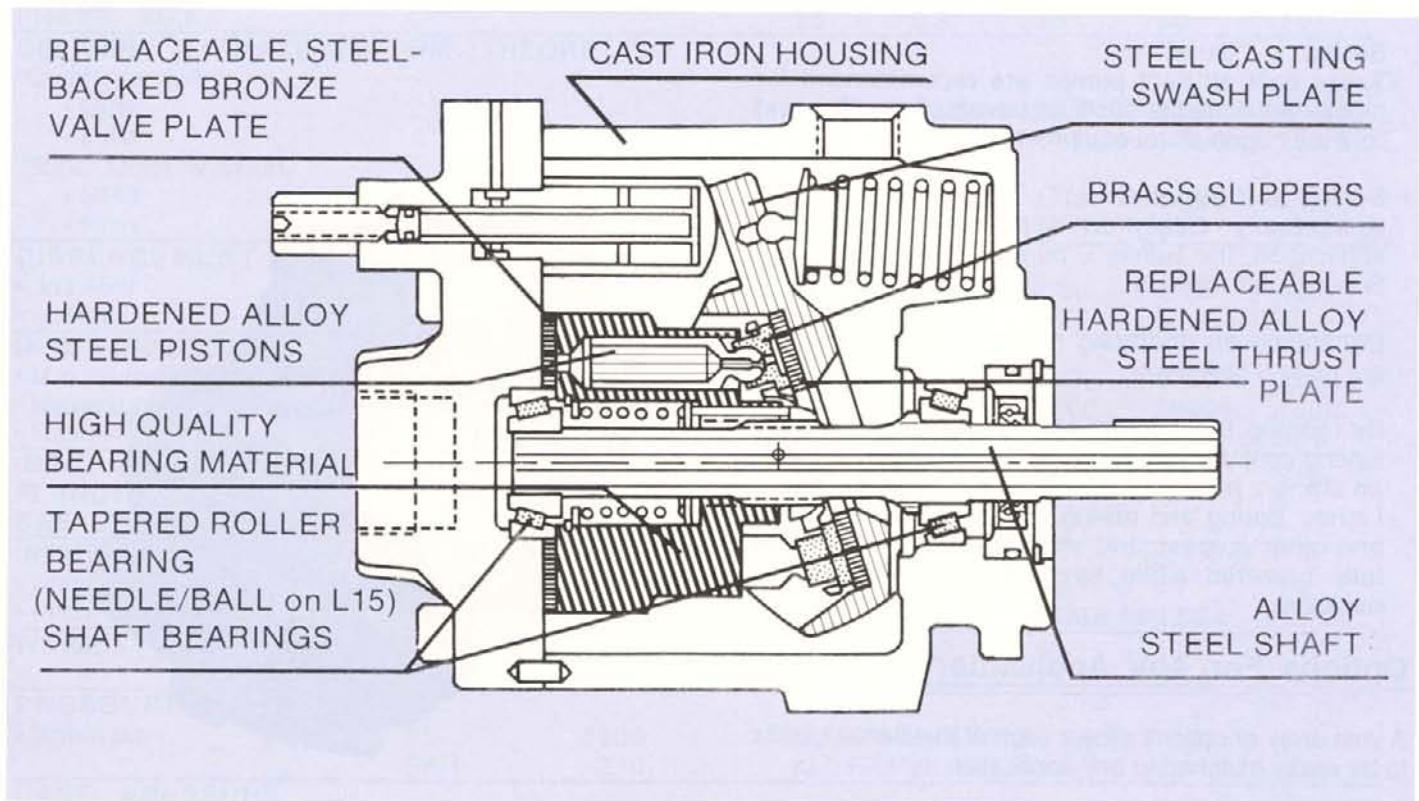 REPLACEABLE, STEEL-
BACKED BRONZE
VALVE PLATE
CAST IRON HOUSING
STEEL CASTING
SWASH PLATE
BRASS SLIPPERS
REPLACEABLE
HARDENED ALLOY
STEEL THRUST
PLATE
HARDENED ALLOY
STEEL PISTONS
HIGH QUALITY
BEARING MATERIAL
TAPERED ROLLER
BEARING
(NEEDLE/BALL on L15)
SHAFT BEARINGS
ALLOY
STEEL SHAFT